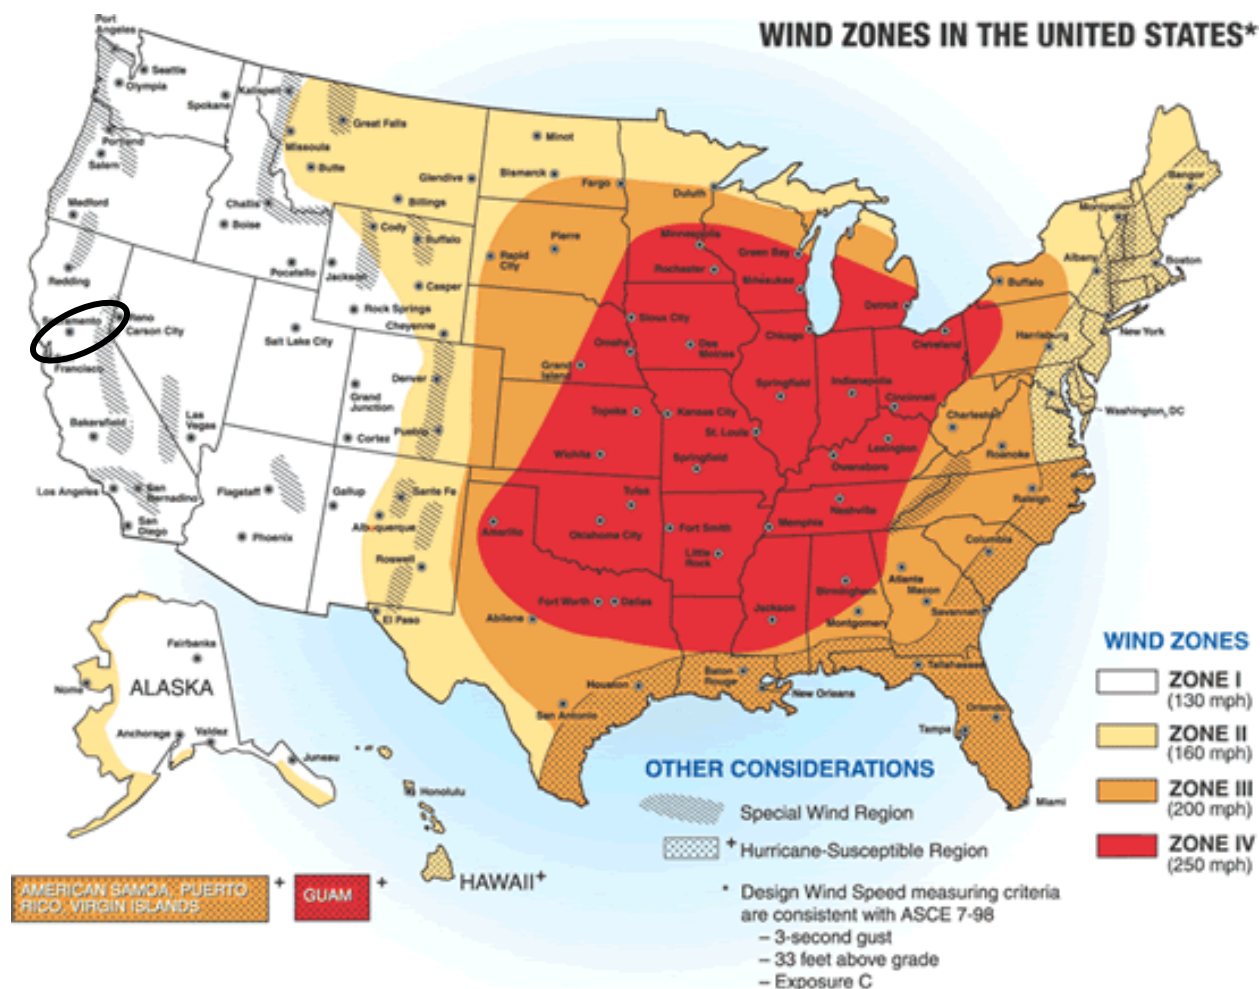 WIND ZONES IN THE UNITED STATES*
Port
Angeles
Seattle
Olympia
Spokane
Kalispell
Great Falls
Missoula
Butte
Glendive
Billings
Portland
Salem
Medford
Challis
Boise
Pocatello
Cody
Buffalo
Jackson
Casper
Rock Springs
Cheyenne
Redding
Sacramento
Reno
Carson City
Francisco
Salt Lake City
Denver
Grand
Junction
Pueblo
Cortez
Bakersfield
Las
Vegas
Los Angeles
San
Bernadino
San
Diego
Flagstaff
Phoenix
Gallup
Santa Fe
Albuquerque
Roswell
El Paso
Minot
Bismarck
Fargo
Duluth
Pierre
Rapid
City
Minneapolis
Rochester
Green Bay
Milwaukee
Sioux City
Omaha
Des
Moines
Grand
Island
Chicago
Detroit
Cleveland
Buffalo
Harrisburg
Albany
Montpelier
Bangor
Boston
New York
Washington, DC
Springfield
Indianapolis
Cincinnati
Charleston
Roanoke
Topeka
Kansas City
St. Louis
Lexington
Owensboro
Wichita
Springfield
Raleigh
Nashville
Memphis
Tulsa
Oklahoma City
Fort Smith
Little
Rock
Amarillo
Columbia
Atlanta
Macon
Savannah
Birmingham
Montgomery
Jackson
Fort Worth
Dallas
Abilene
Houston
San Antonio
Baton
Rouge
New Orleans
Tallahassee
Orlando
Tampa
Miami
Fairbanks
Nome
ALASKA
Anchorage
Valdez
Juneau
Honolulu
HAWAII+
AMERICAN SAMOA, PUERTO
RICO, VIRGIN ISLANDS
+
GUAM
+
OTHER CONSIDERATIONS
Special Wind Region
+ Hurricane-Susceptible Region
* Design Wind Speed measuring criteria
are consistent with ASCE 7-98
– 3-second gust
– 33 feet above grade
– Exposure C
WIND ZONES
ZONE I
(130 mph)
ZONE II
(160 mph)
ZONE III
(200 mph)
ZONE IV
(250 mph)